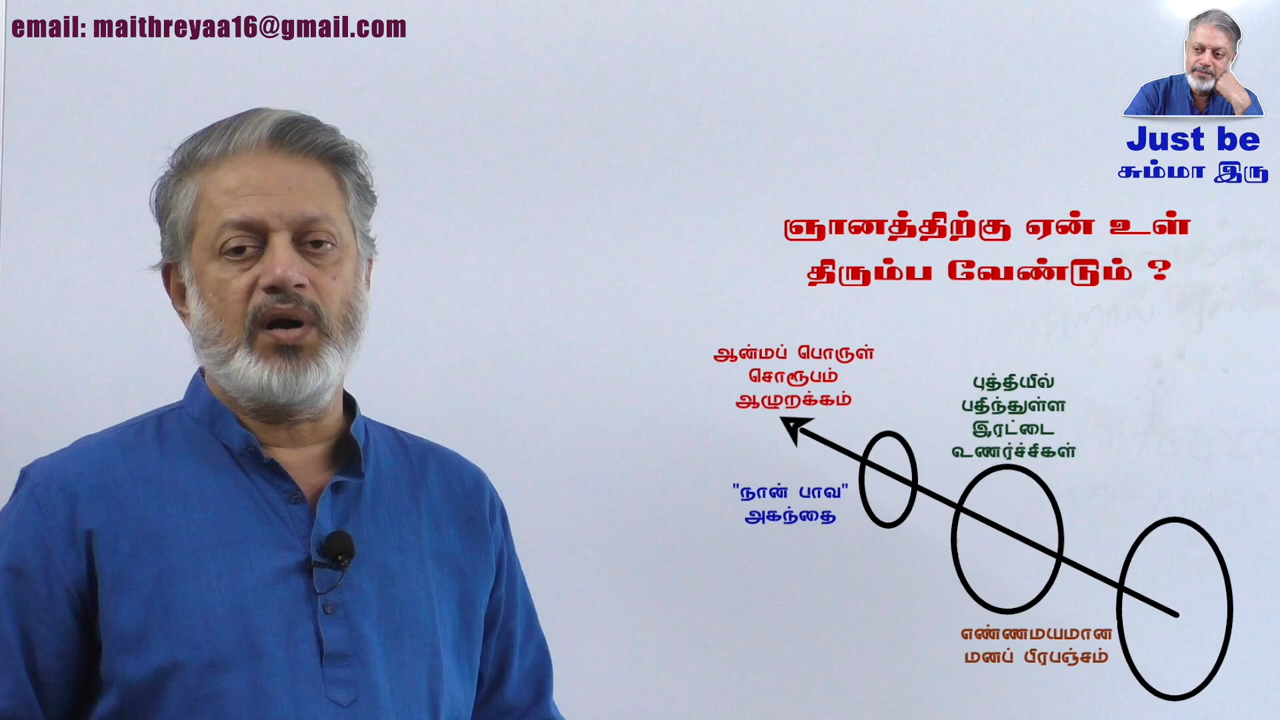 email: maithreyaa16@gmail.com
Just be
சும்மா இரு
ஞானத்திற்கு ஏன் உள்
திரும்ப வேண்டும் ?
ஆன்மப் பொருள்
சொரூபம்
ஆழுறக்கம்
புத்தியில்
பதிந்துள்ள
இரட்டை
உணர்ச்சிகள்
"நான் பாவ"
அகந்தை
எண்ணமயமான
மனப் பிரபஞ்சம்